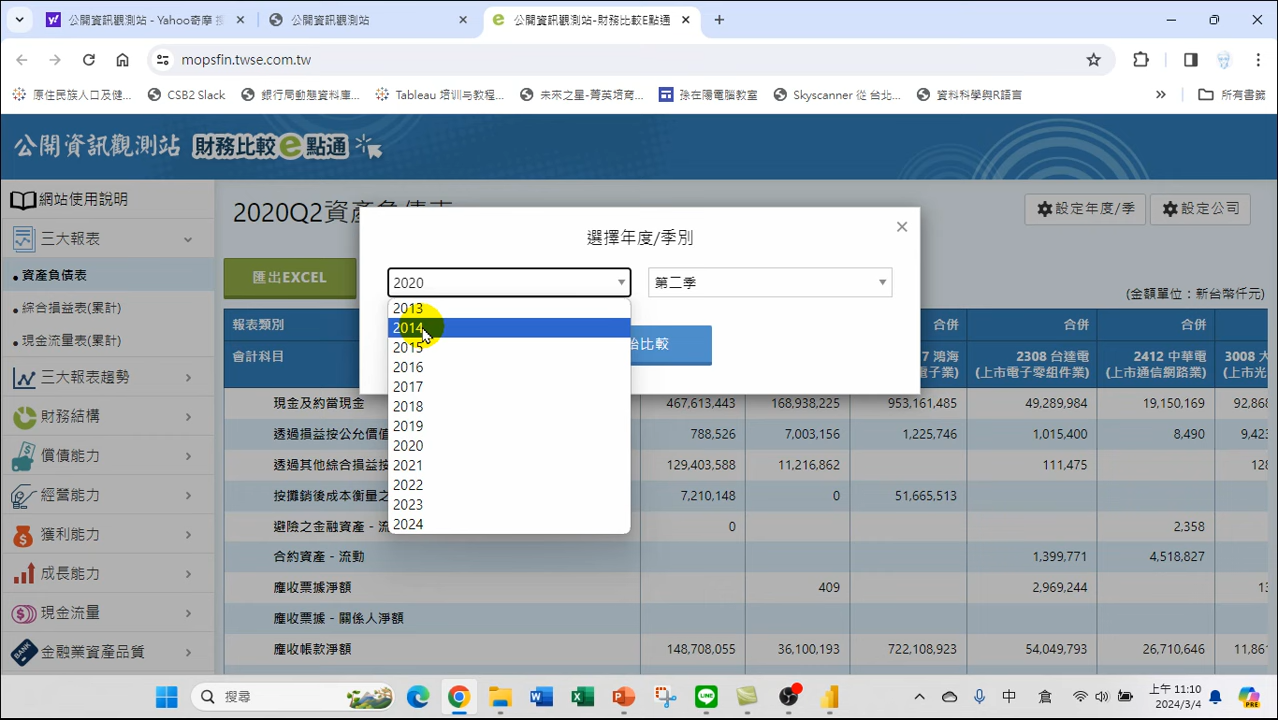 公開資訊觀測站 - Yahoo奇摩 搜
公開資訊觀測站
公開資訊觀測站-財務比較E點通
mopsfin.twse.com.tw
原住民族人口及健...
CSB2 Slack
銀行局動態資料庫...
Tableau 培训与教程...
未來之星-菁英培育...
孫在陽電腦教室
Skyscanner 從 台北...
資料科學與R語言
所有書籤
公開資訊觀測站 財務比較e點通
網站使用說明
三大報表
資產負債表
綜合損益表(累計)
現金流量表(累計)
三大報表趨勢
財務結構
償債能力
經營能力
獲利能力
成長能力
現金流量
金融業資產品質
2020Q2資產負債表
設定年度/季
設定公司
匯出EXCEL
(金額單位：新台幣仟元)
選擇年度/季別
2020
第二季
2013
2014
2015
2016
2017
2018
2019
2020
2021
2022
2023
2024
始比較
報表類別
合併
合併
合併
會計科目
7 鴻海
子業)
2308 台達電
(上市電子零組件業)
2412 中華電
(上市通信網路業)
3008 大
(上市光
現金及約當現金 467,613,443 168,938,225 953,161,485 49,289,984 19,150,169 92,868
透過損益按公允價值 788,526 7,003,156 1,225,746 1,015,400 8,490 9,423
透過其他綜合損益按 129,403,588 11,216,862 111,475 128
按攤銷後成本衡量之 7,210,148 0 51,665,513
避險之金融資產－流 0 2,358
合約資產－流動 1,399,771 4,518,827
應收票據淨額 409 2,969,244 13
應收票據－關係人淨額
應收帳款淨額 148,708,055 36,100,193 722,108,923 54,049,793 26,710,646 11,861
搜尋
中
倉
上午 11:10
2024/3/4
PRE